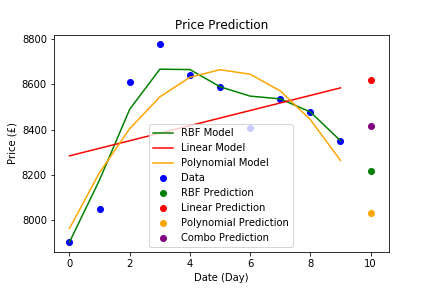 Price Prediction
8800
8600
8400
8200
8000
Price (£)
RBF Model
Linear Model
Polynomial Model
Data
RBF Prediction
Linear Prediction
Polynomial Prediction
Combo Prediction
0
2
4
6
8
10
Date (Day)